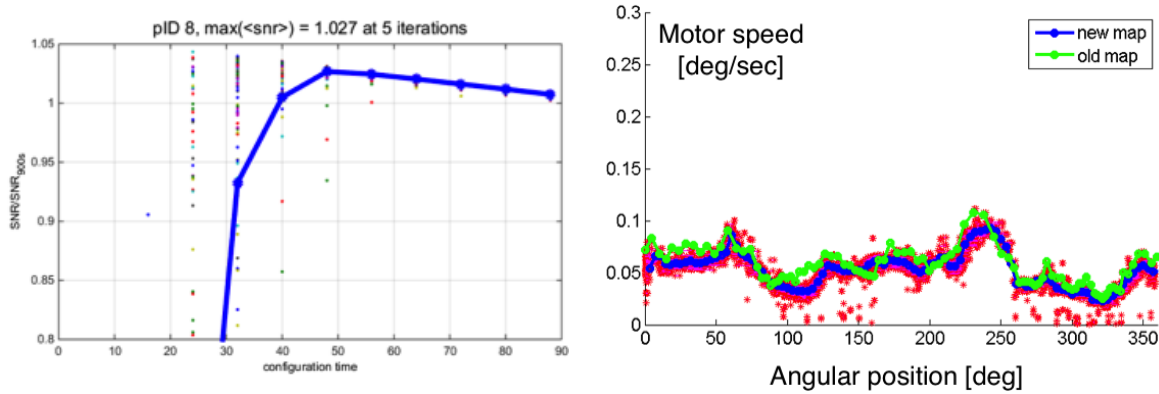 pID 8, max(<snr>) = 1.027 at 5 iterations
1.05
1
0.95
0.9
0.85
0.8
SNR/SNR900s
0 10 20 30 40 50 60 70 80 90
configuration time
0.3
0.25
0.2
0.15
0.1
0.05
0
Motor speed
[deg/sec]
new map
old map
0 50 100 150 200 250 300 350
Angular position [deg]